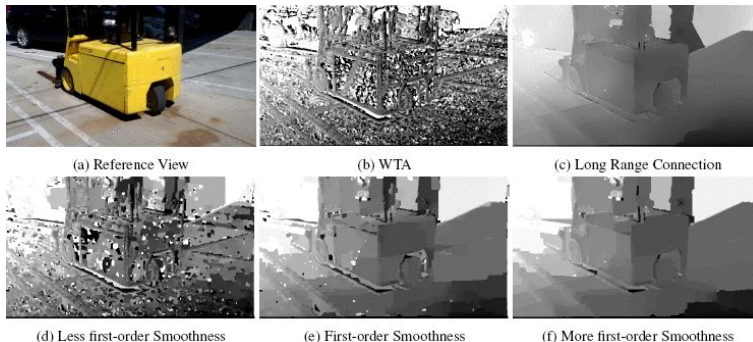 (a) Reference View
(b) WTA
(c) Long Range Connection
(d) Less first-order Smoothness
(e) First-order Smoothness
(f) More first-order Smoothness